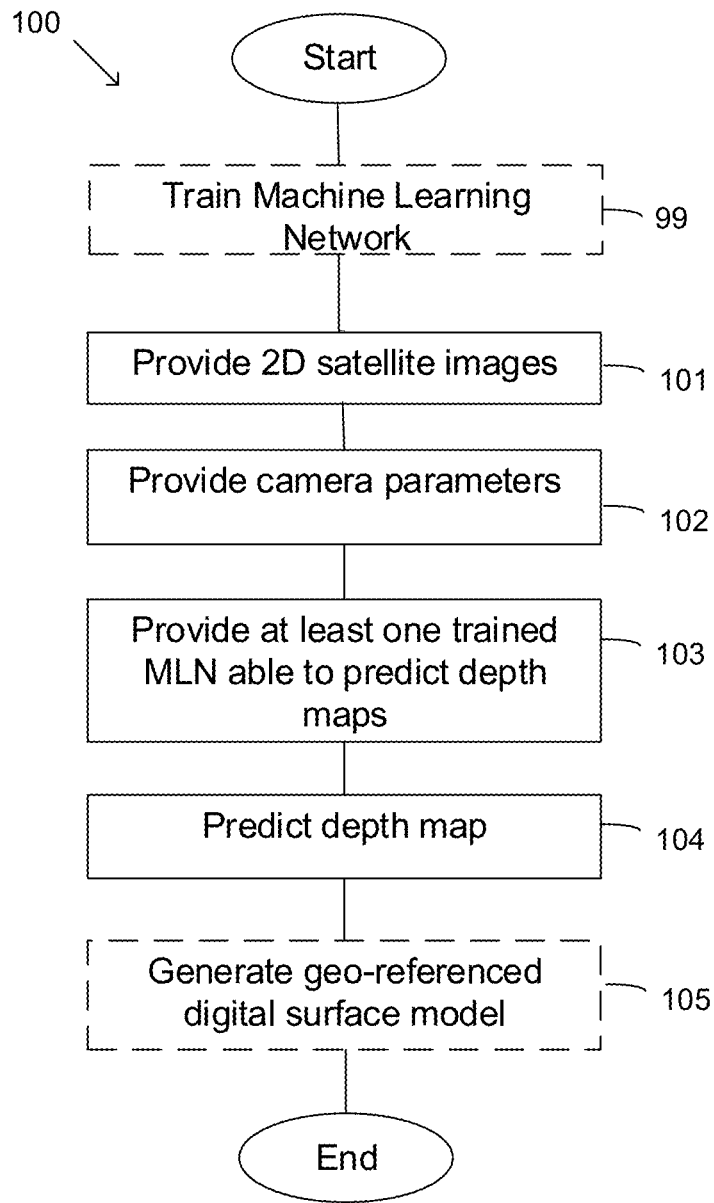 100
Start
Train Machine Learning
Network
99
Provide 2D satellite images
101
Provide camera parameters
102
Provide at least one trained
MLN able to predict depth
maps
103
Predict depth map
104
Generate geo-referenced
digital surface model
105
End